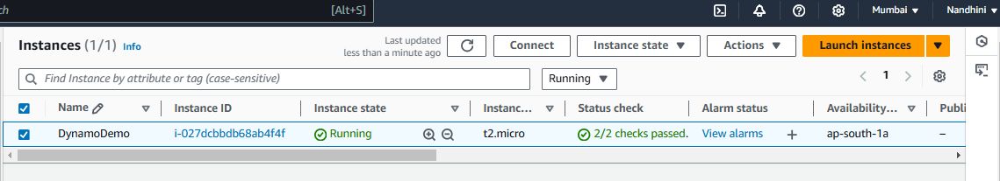 ch [Alt+S] Mumbai ▼ Nandhini ▼
Instances (1/1) Info Last updated less than a minute ago Connect Instance state ▼ Actions ▼ Launch instances ▼
Find Instance by attribute or tag (case-sensitive) Running ▼ 1
Name Instance ID Instance state Instanc... Status check Alarm status Availability... Publi
DynamoDemo i-027dcbbdb68ab4f4f Running t2.micro 2/2 checks passed. View alarms + ap-south-1a –